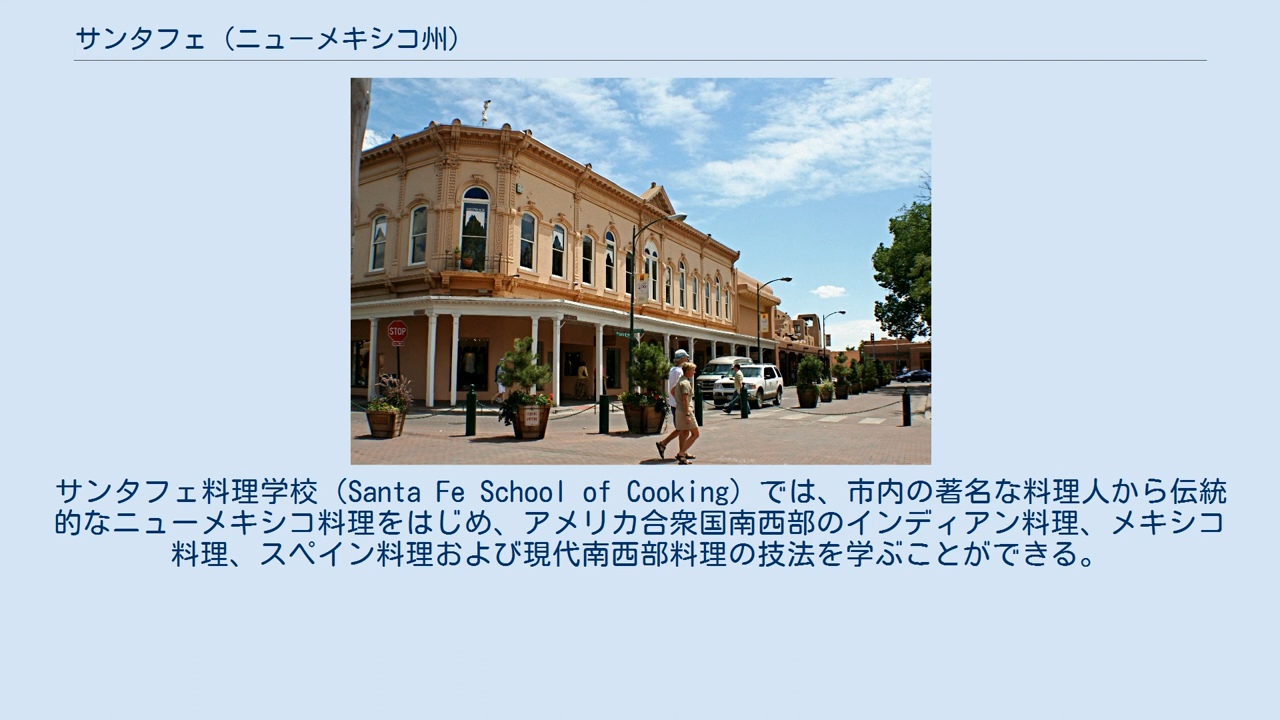 サンタフェ（ニューメキシコ州）
STOP
サンタフェ料理学校（Santa Fe School of Cooking）では、市内の著名な料理人から伝統
的なニューメキシコ料理をはじめ、アメリカ合衆国南西部のインディアン料理、メキシコ
料理、スペイン料理および現代南西部料理の技法を学ぶことができる。